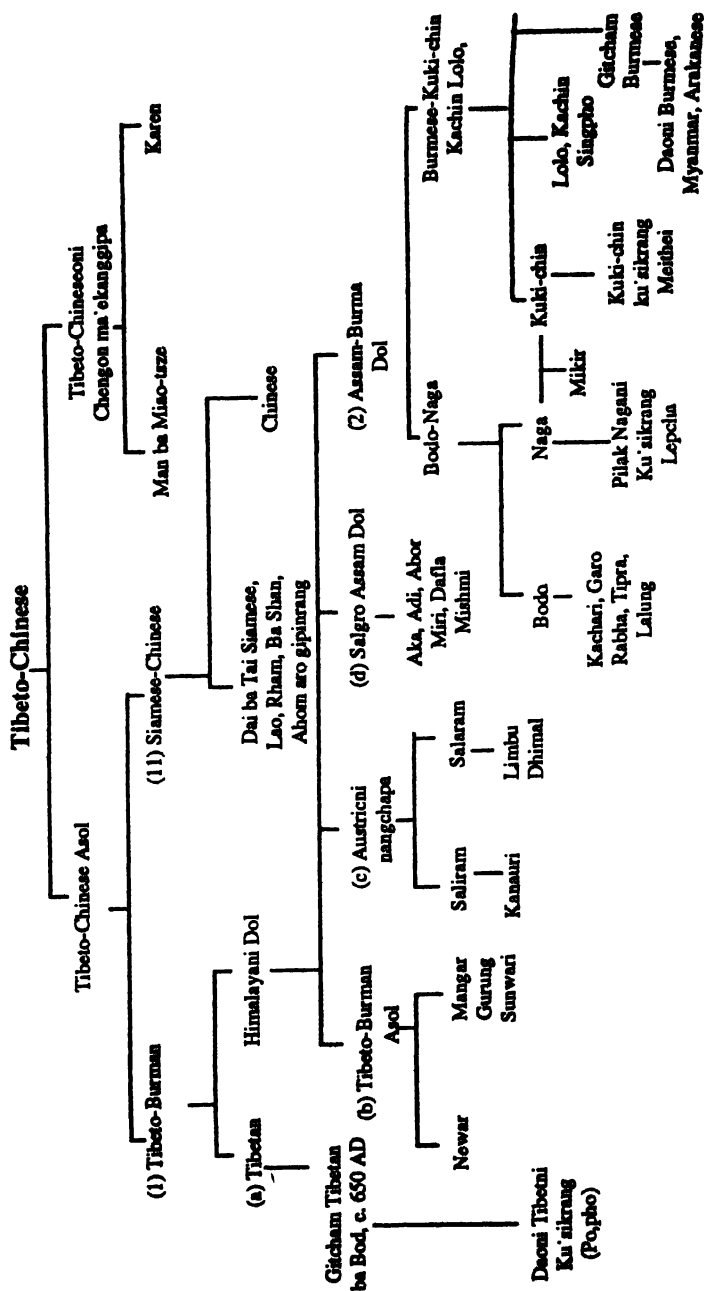 Tibeto-Chinese
Tibeto-Chinese Asol
Tibeto-Chineseoni
Chengon ma'ekanggipa
(1) Tibeto-Burman
(11) Siamese-Chinese
Man ba Miao-tsze
Karen
(a) Tibetan
Himalayani Dol
Dai ba Tai Siamese,
Lao, Rham, Ba Shan,
Ahom aro gipinrang
Chinese
Gitcham Tibetan
ba Bod, c. 650 AD
(b) Tibeto-Burman
Asol
(c) Austricni
nangchapa
(d) Salgro Assam Dol
(2) Assam-Burma
Dol
Daoni Tibetni
Ku'sikrang
(Po,pho)
Newar
Mangar
Gurung
Sunwari
Saliram
Salaram
Kanauri
Limbu
Dhimal
Aka, Adi, Abor
Miri, Dafla
Mishmi
Bodo-Naga
Burmese-Kuki-chin
Kachin Lolo,
Bodo
Naga
Kuki-chin
Lolo, Kachin
Singpho
Gitcham
Burmese
Kachari, Garo
Rabha, Tipra,
Lalung
Pilak Nagani
Ku'sikrang
Lepcha
Mikir
Kuki-chin
ku'sikrang
Meithei
Daoni Burmese,
Myanmar, Arakanese